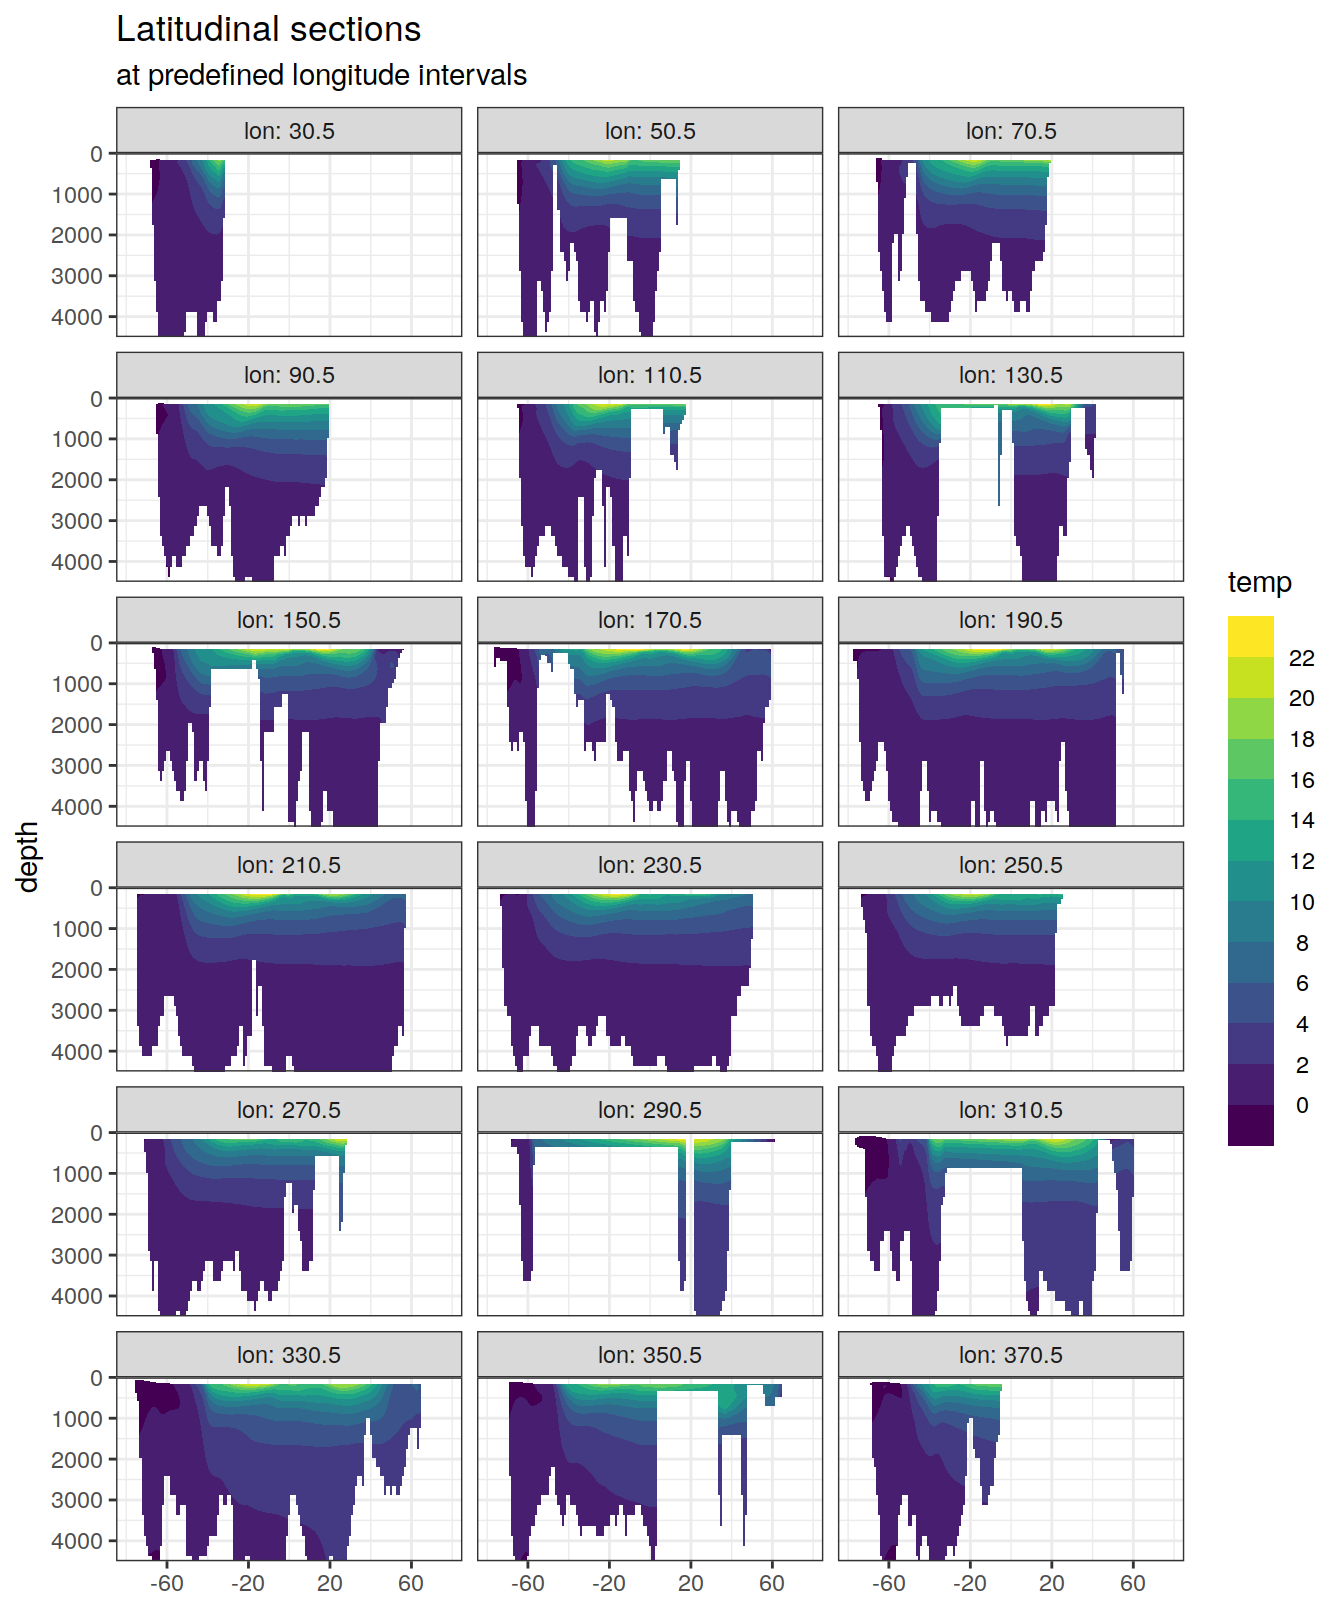 Latitudinal sections
at predefined longitude intervals
lon: 30.5
lon: 50.5
lon: 70.5
0
1000
2000
3000
4000
lon: 90.5
lon: 110.5
lon: 130.5
0
1000
2000
3000
4000
lon: 150.5
lon: 170.5
lon: 190.5
0
1000
2000
3000
4000
lon: 210.5
lon: 230.5
lon: 250.5
0
1000
2000
3000
4000
lon: 270.5
lon: 290.5
lon: 310.5
0
1000
2000
3000
4000
lon: 330.5
lon: 350.5
lon: 370.5
0
1000
2000
3000
4000
-60 -20 20 60
-60 -20 20 60
-60 -20 20 60
depth
temp
22
20
18
16
14
12
10
8
6
4
2
0